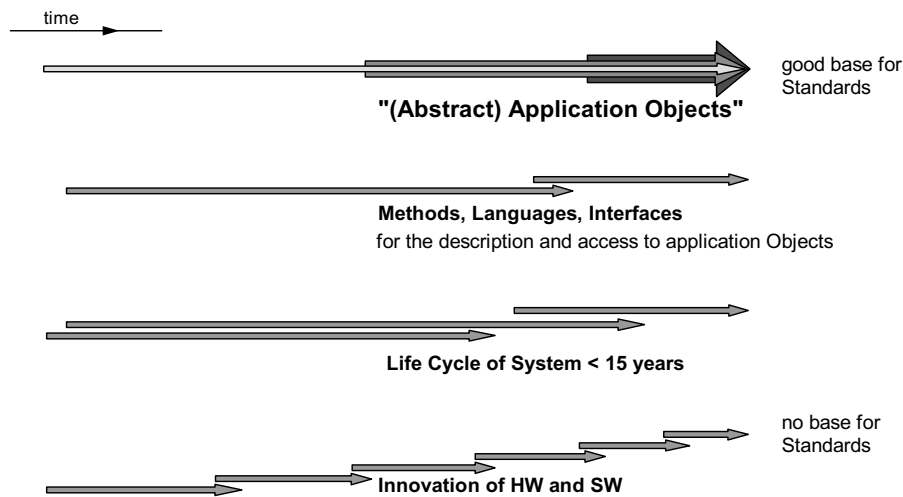 time
good base for
Standards
"(Abstract) Application Objects"
Methods, Languages, Interfaces
for the description and access to application Objects
Life Cycle of System < 15 years
no base for
Standards
Innovation of HW and SW